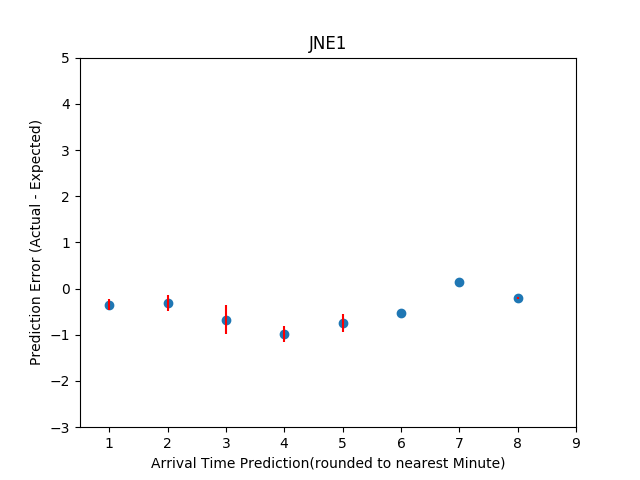 JNE1
Prediction Error (Actual - Expected)
5
4
3
2
1
0
−1
−2
−3
1 2 3 4 5 6 7 8 9
Arrival Time Prediction(rounded to nearest Minute)